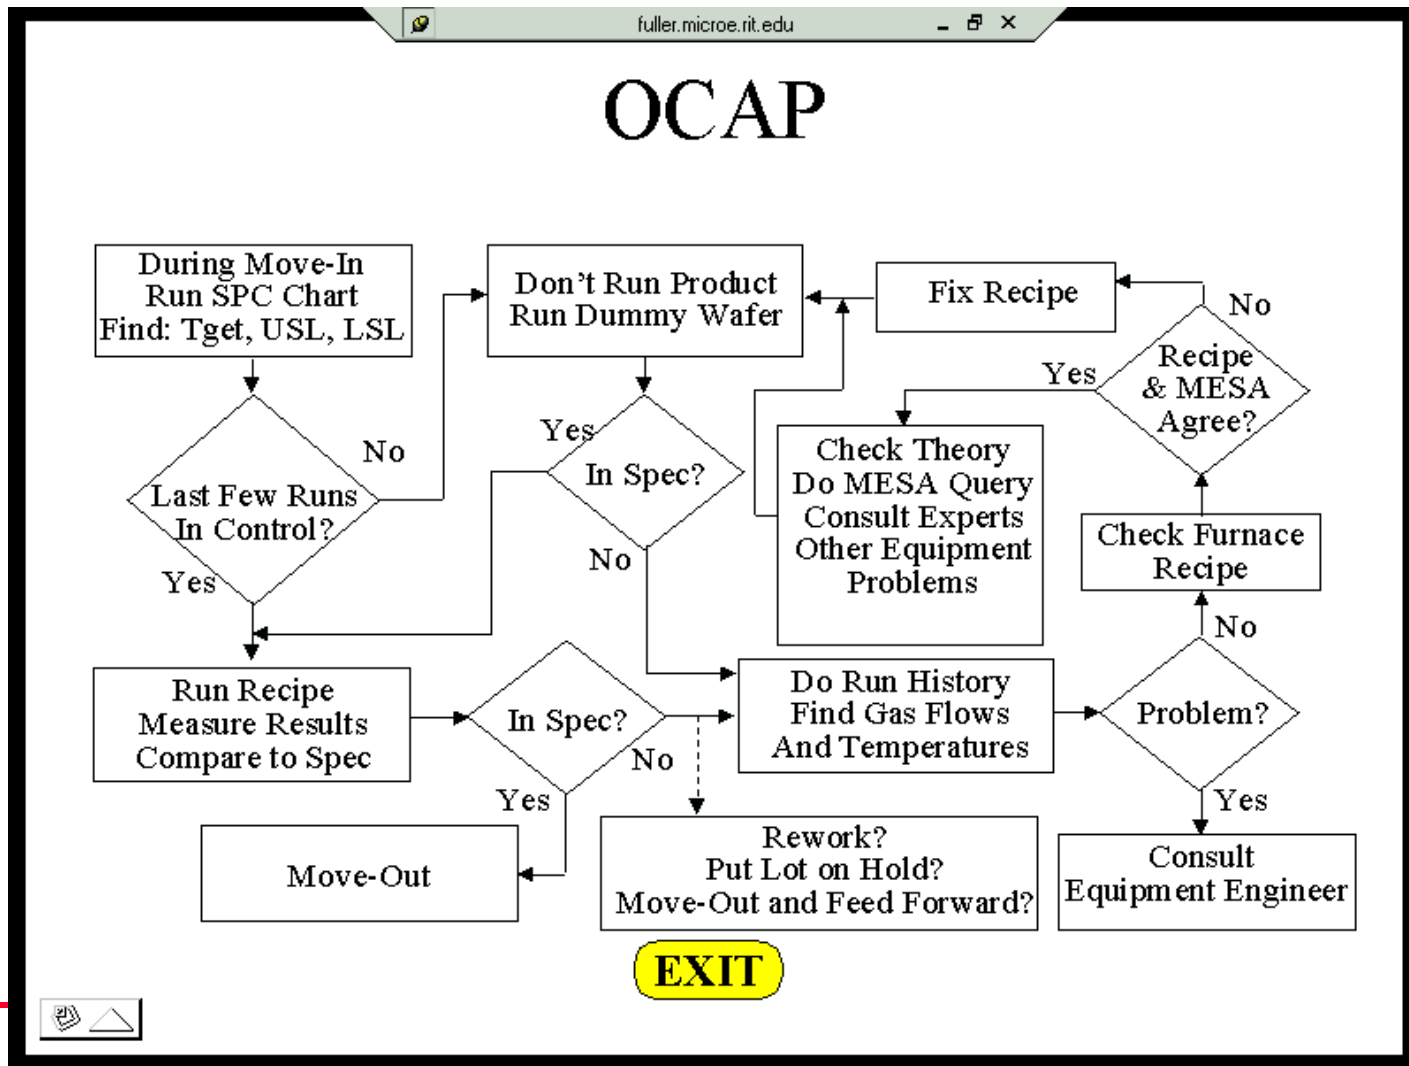 fuller.microe.rit.edu
OCAP
During Move-In
Run SPC Chart
Find: Tget, USL, LSL
Don't Run Product
Run Dummy Wafer
Fix Recipe
No
Recipe
& MESA
Agree?
Yes
No
Last Few Runs
In Control?
Yes
Yes
In Spec?
No
Check Theory
Do MESA Query
Consult Experts
Other Equipment
Problems
Check Furnace
Recipe
No
Run Recipe
Measure Results
Compare to Spec
In Spec?
No
Yes
Do Run History
Find Gas Flows
And Temperatures
Problem?
Yes
Move-Out
Rework?
Put Lot on Hold?
Move-Out and Feed Forward?
Consult
Equipment Engineer
EXIT